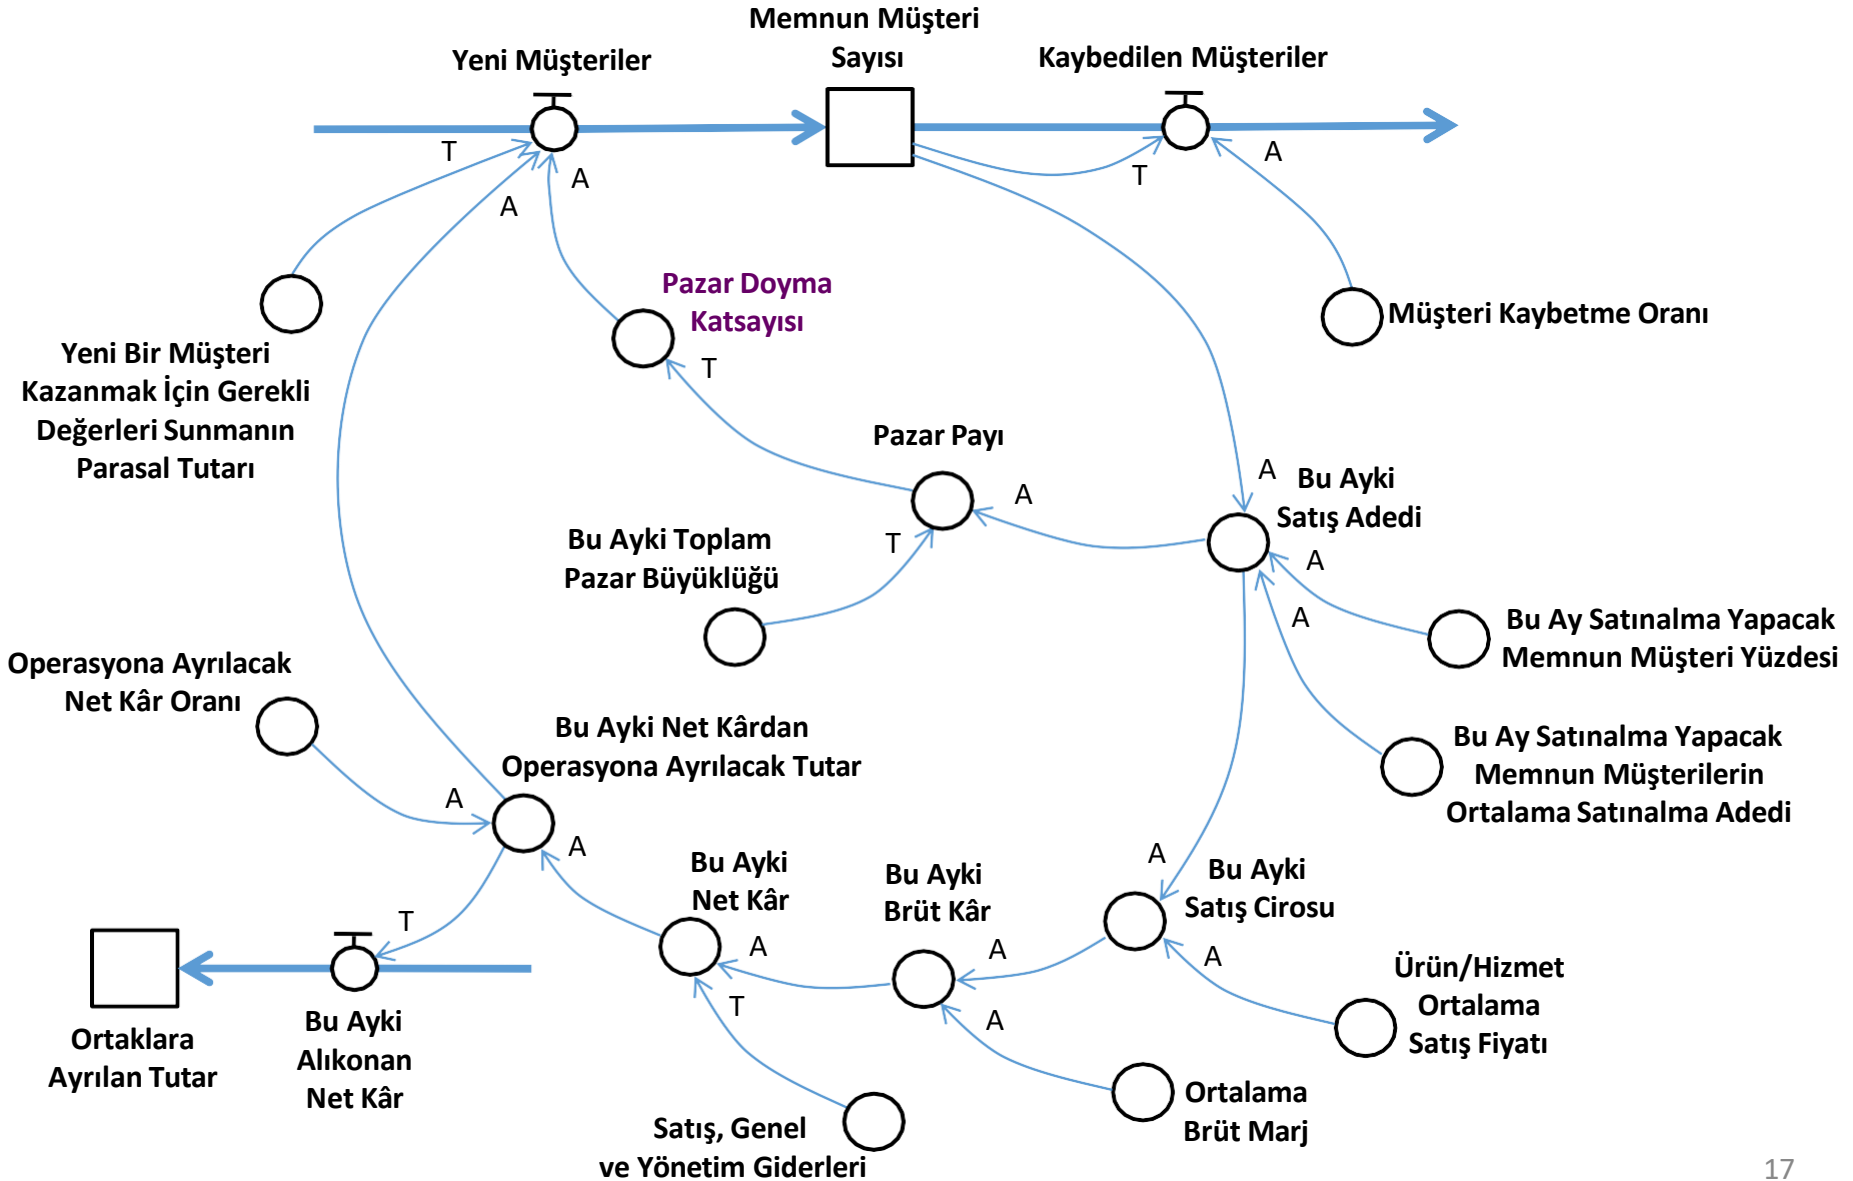 Memnun Müşteri
Sayısı
Yeni Müşteriler
Kaybedilen Müşteriler
T
A
A
T
A
Pazar Doyma
Katsayısı
T
Müşteri Kaybetme Oranı
Yeni Bir Müşteri
Kazanmak İçin Gerekli
Değerleri Sunmanın
Parasal Tutarı
Pazar Payı
A
T
Bu Ayki Toplam
Pazar Büyüklüğü
A
Bu Ayki
Satış Adedi
A
A
Bu Ay Satınalma Yapacak
Memnun Müşteri Yüzdesi
Bu Ay Satınalma Yapacak
Memnun Müşterilerin
Ortalama Satınalma Adedi
Operasyona Ayrılacak
Net Kâr Oranı
Bu Ayki Net Kârdan
Operasyona Ayrılacak Tutar
A
A
T
Bu Ayki
Net Kâr
A
T
Bu Ayki
Brüt Kâr
A
A
A
Bu Ayki
Satış Cirosu
A
Ürün/Hizmet
Ortalama
Satış Fiyatı
Ortaklara
Ayrılan Tutar
Bu Ayki
Alıkonan
Net Kâr
Satış, Genel
ve Yönetim Giderleri
Ortalama
Brüt Marj
17